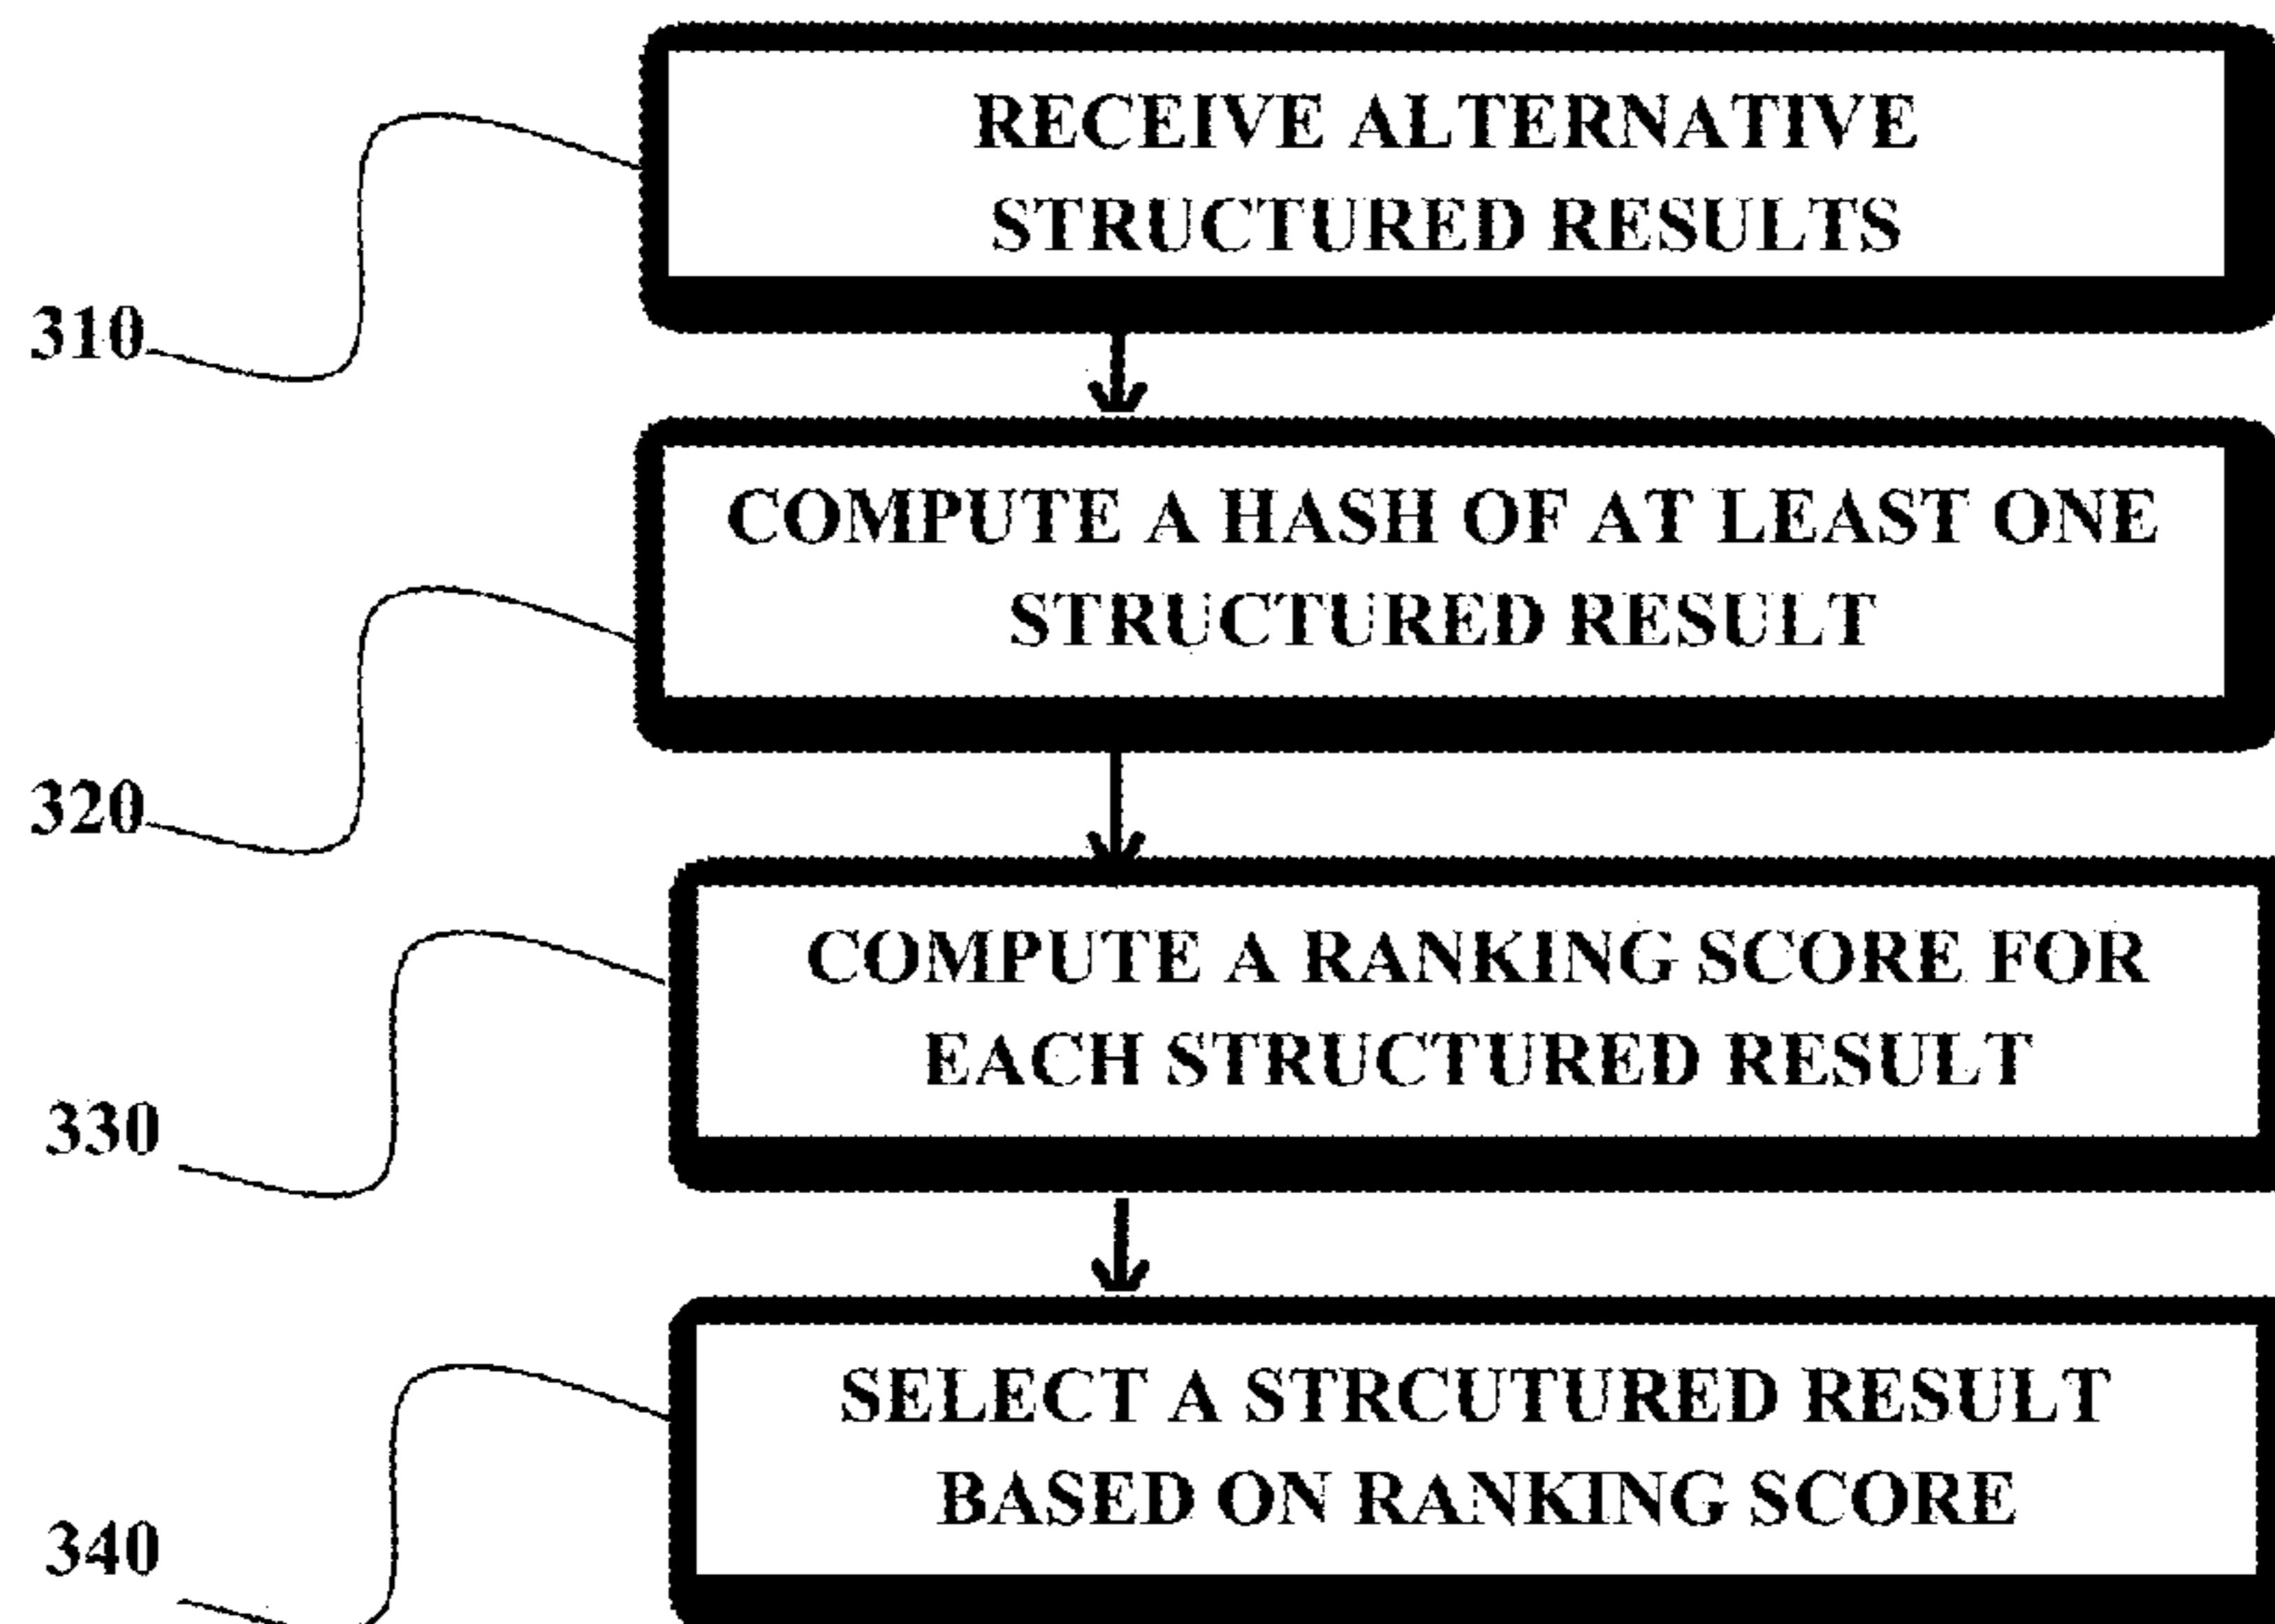 RECEIVE ALTERNATIVE
STRUCTURED RESULTS
310
COMPUTE A HASH OF AT LEAST ONE
STRUCTURED RESULT
320
COMPUTE A RANKING SCORE FOR
EACH STRUCTURED RESULT
330
SELECT A STRCUTURED RESULT
BASED ON RANKING SCORE
340